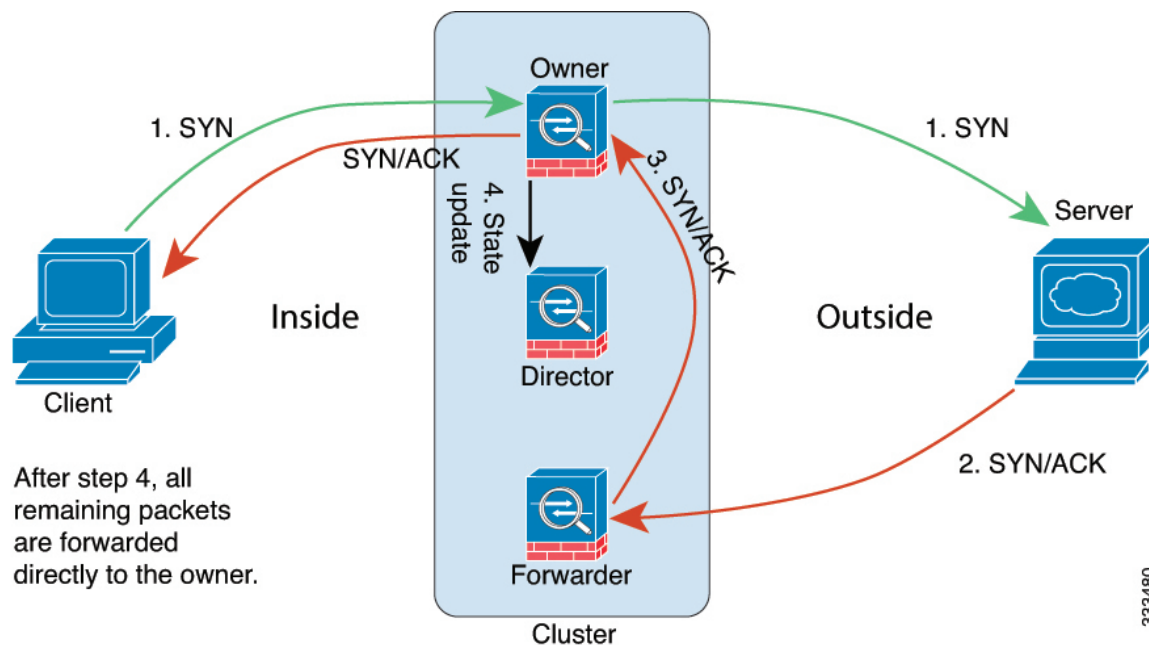 Owner
1. SYN
1. SYN
SYN/ACK
3. SYN/ACK
4. State
update
Server
Inside
Outside
Director
Client
2. SYN/ACK
After step 4, all
remaining packets
are forwarded
directly to the owner.
Forwarder
Cluster
333480